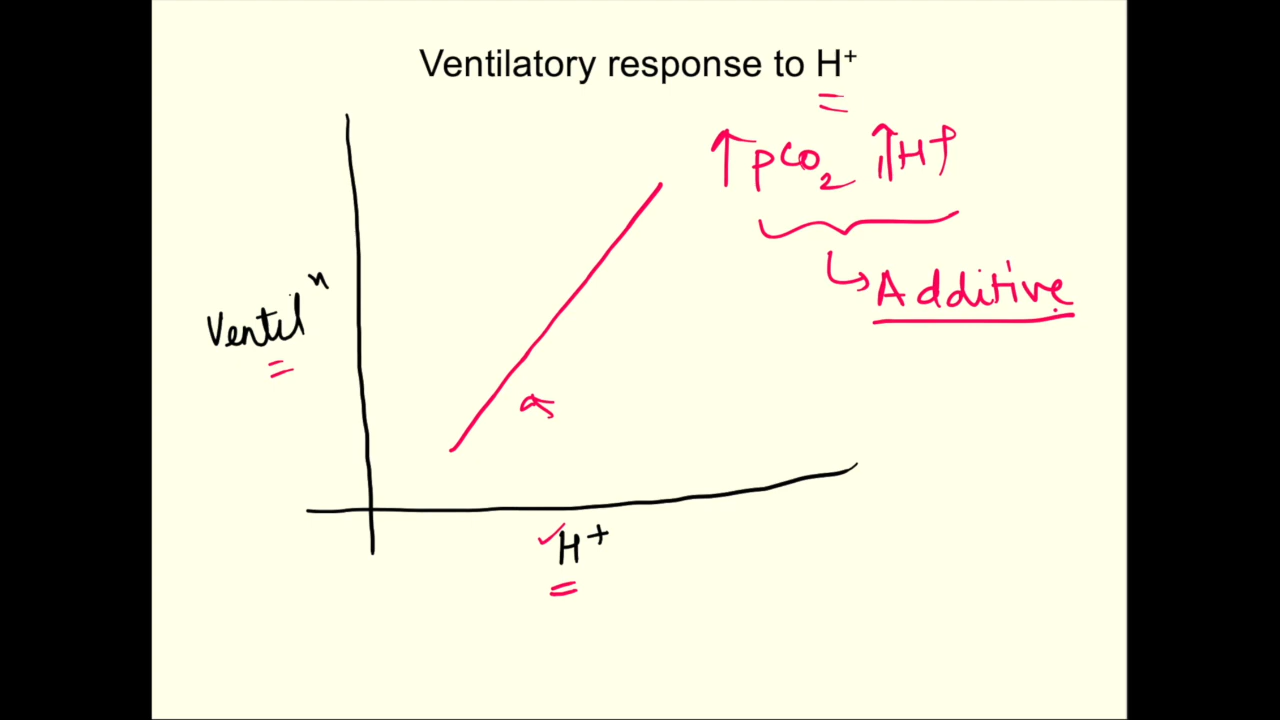 Ventilatory response to H⁺
↑pCO₂ ↑H⁺
Additive
Ventilⁿ
H⁺